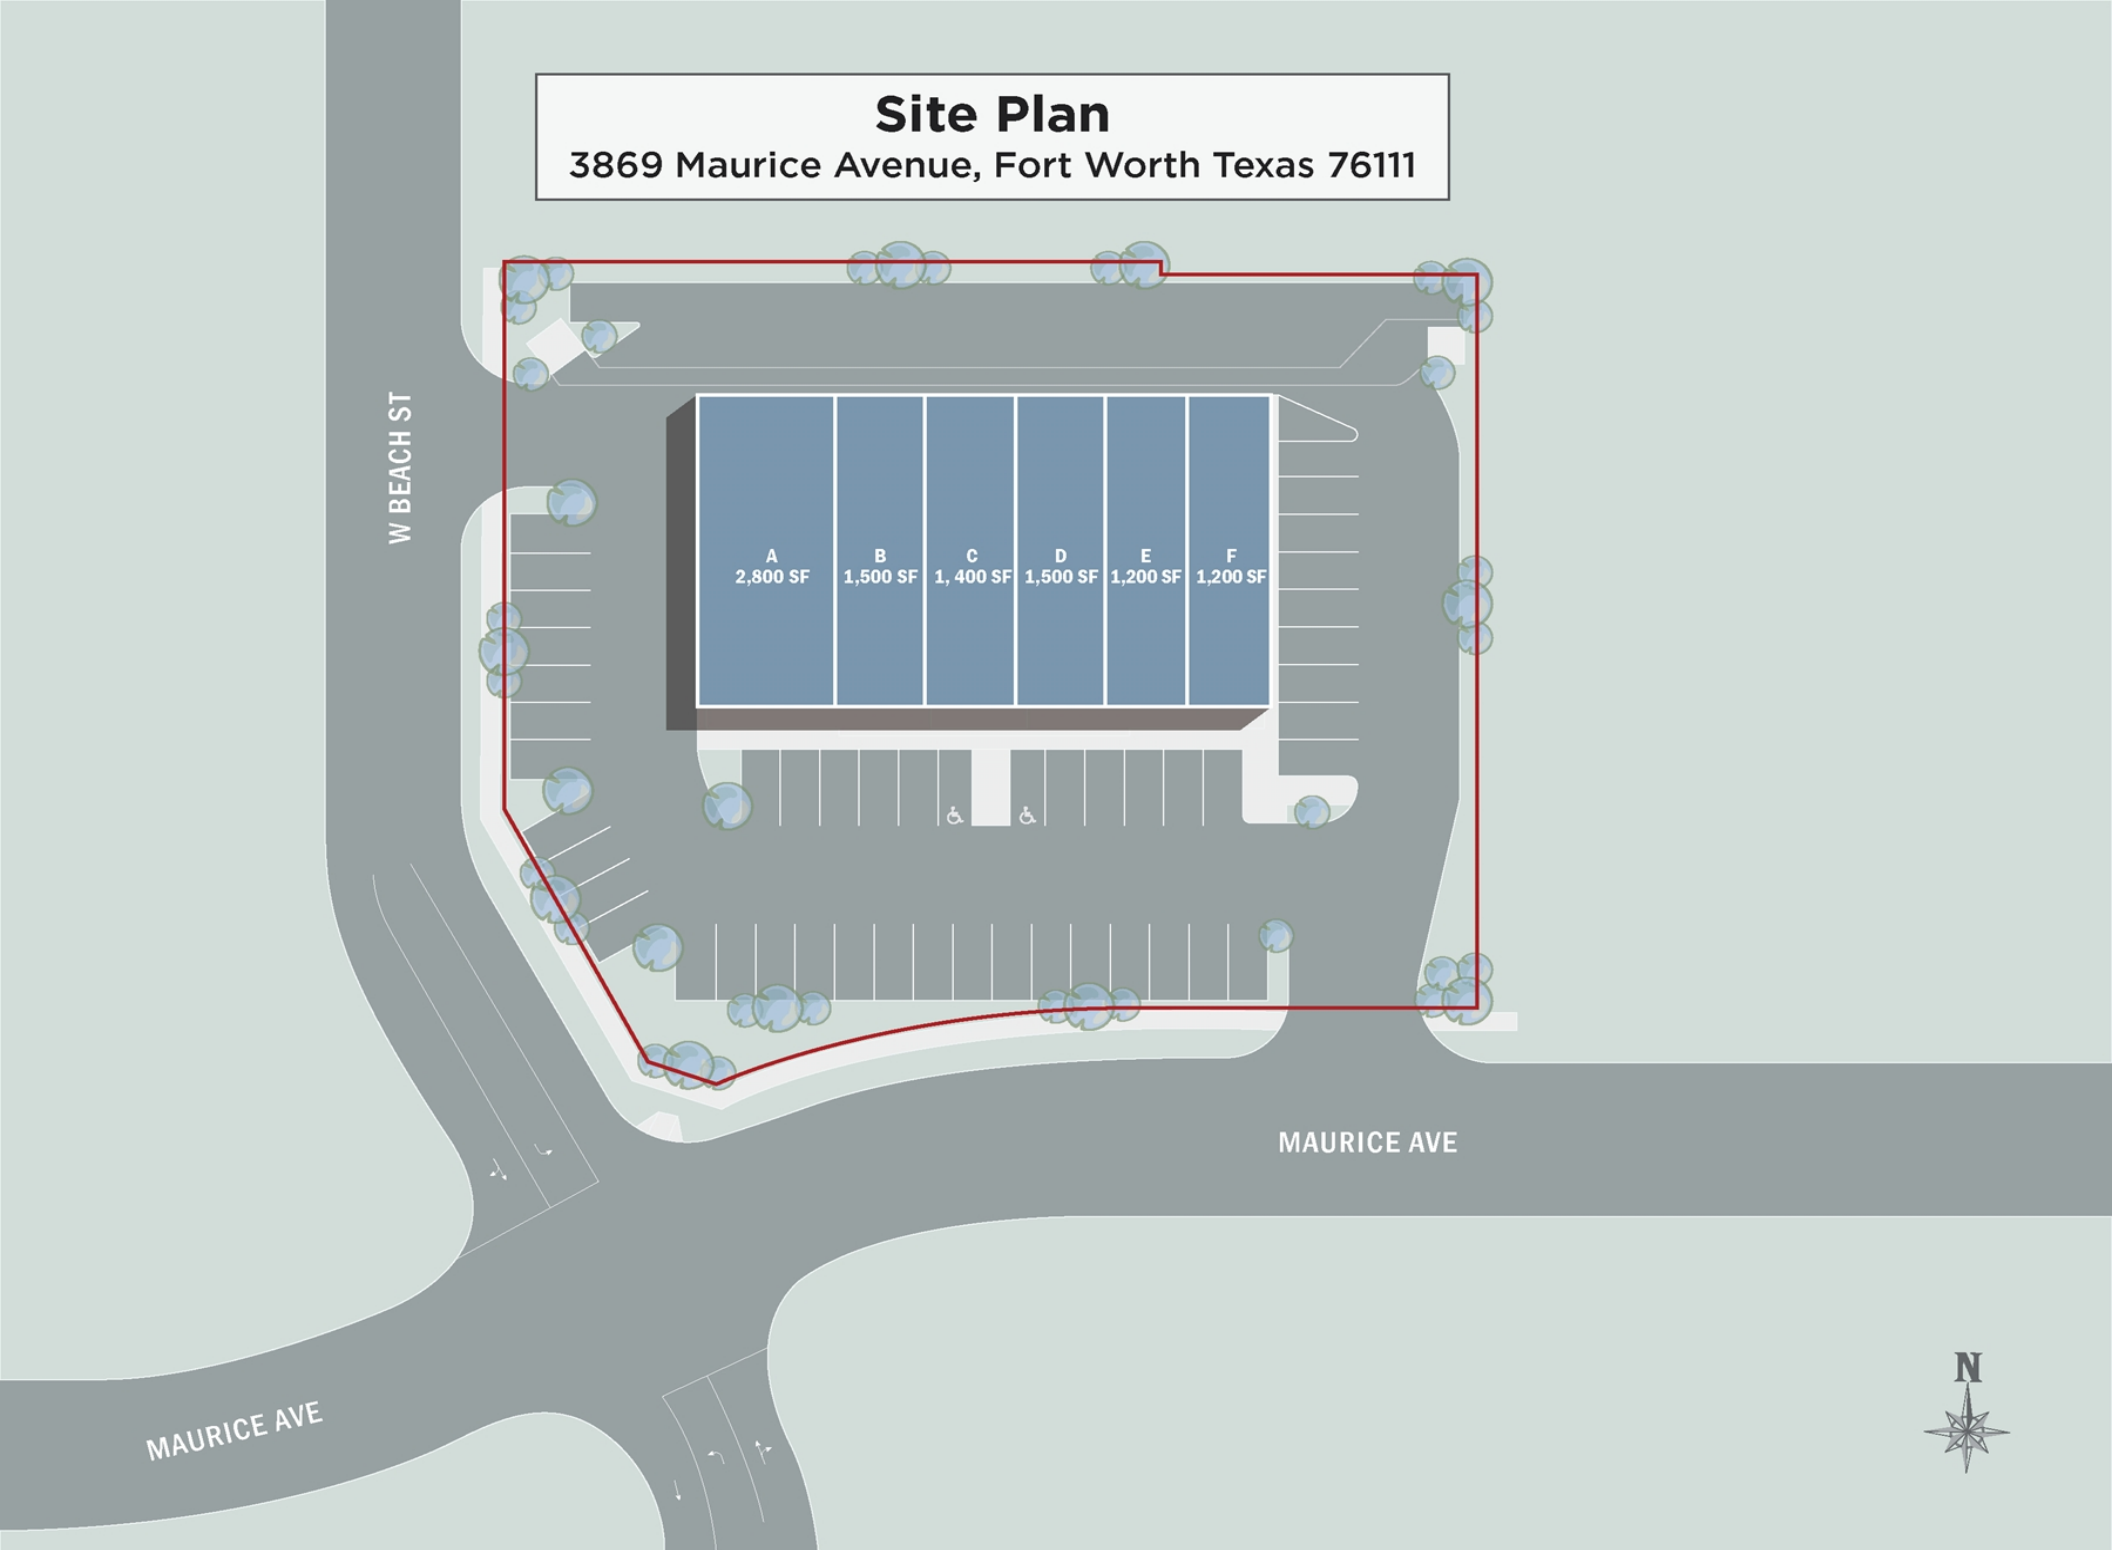 Site Plan
3869 Maurice Avenue, Fort Worth Texas 76111
W BEACH ST
A
2,800 SF
B
1,500 SF
C
1, 400 SF
D
1,500 SF
E
1,200 SF
F
1,200 SF
MAURICE AVE
MAURICE AVE
N